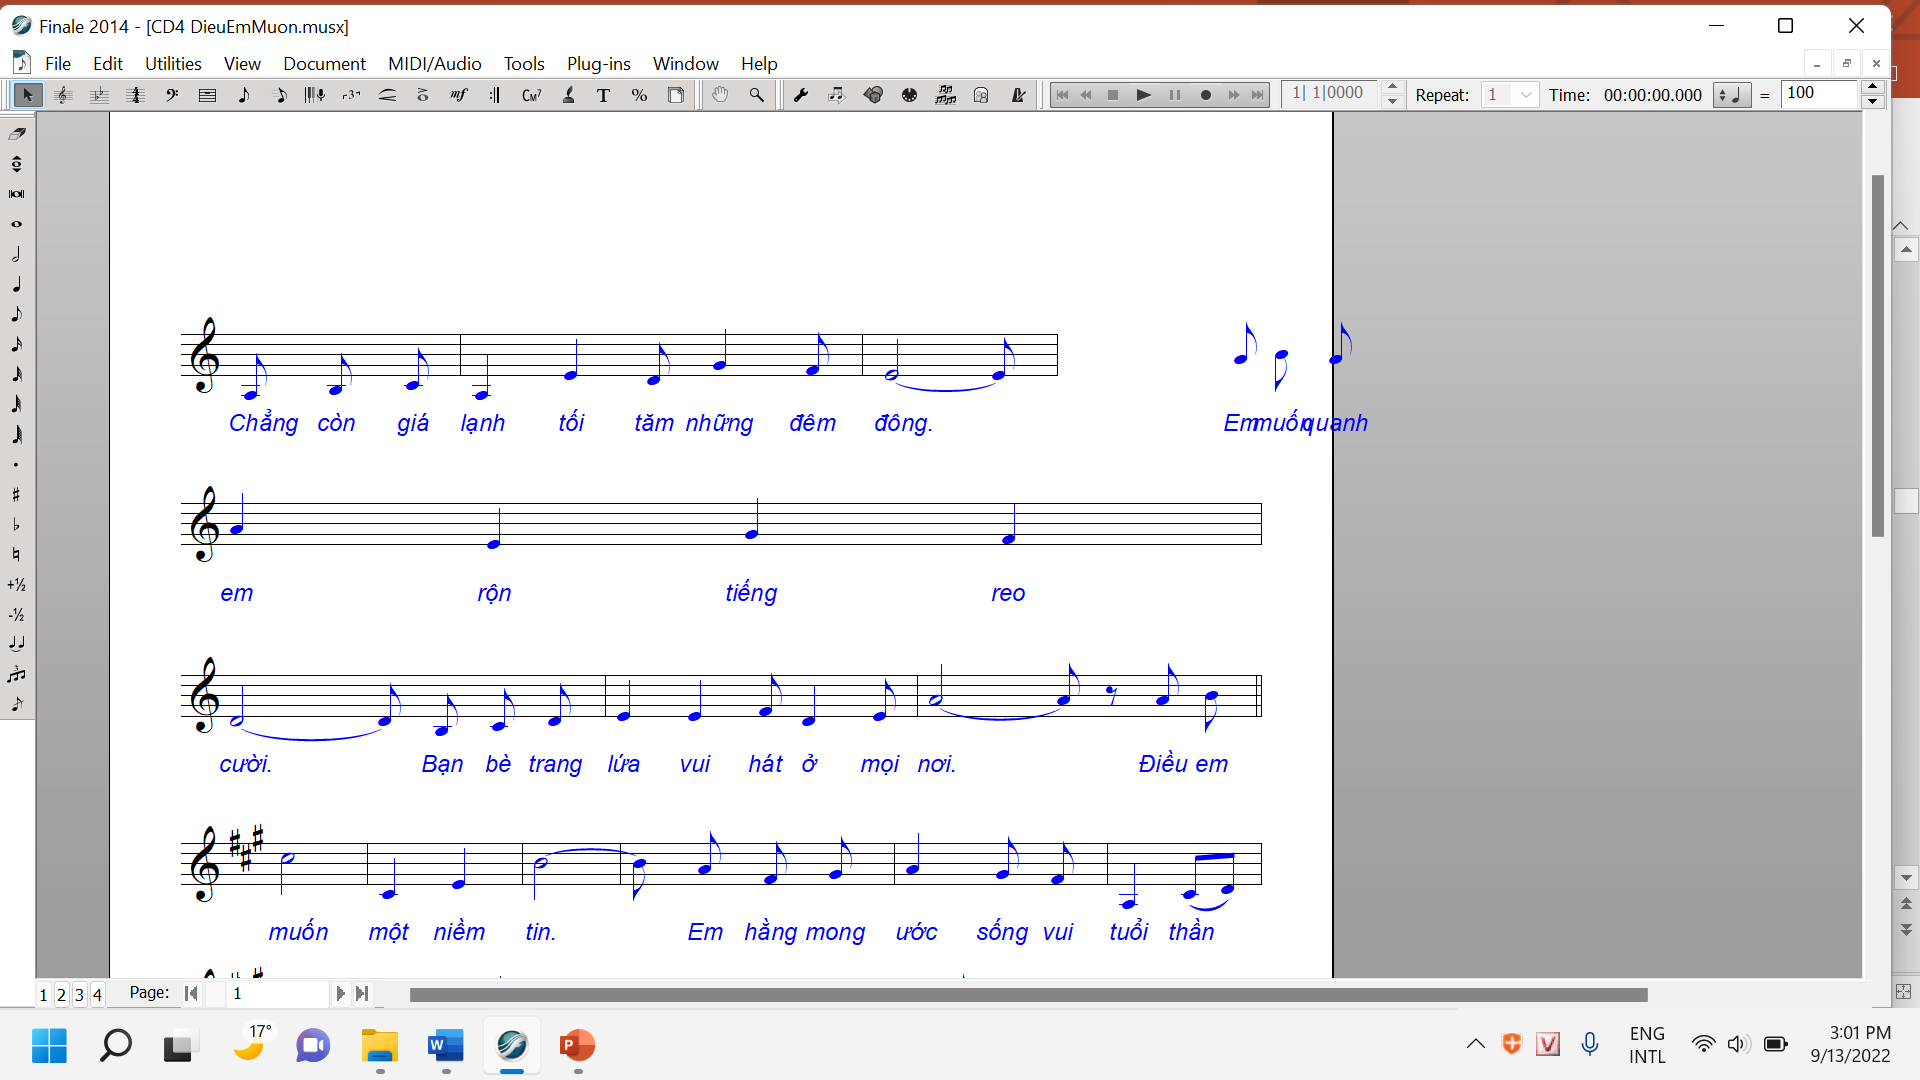 Finale 2014 - [CD4 DieuEmMuon.musx]
File Edit Utilities View Document MIDI/Audio Tools Plug-ins Window Help
1| 1|0000 Repeat: 1 Time: 00:00:00.000 = 100
Chẳng còn giá lạnh tối tăm những đêm đông. Em muốn quanh
em rộn tiếng reo
cười. Bạn bè trang lứa vui hát ở mọi nơi. Điều em
muốn một niềm tin. Em hằng mong ước sống vui tuổi thần
1 2 3 4 Page: 1
17°
ENG
INTL
3:01 PM
9/13/2022